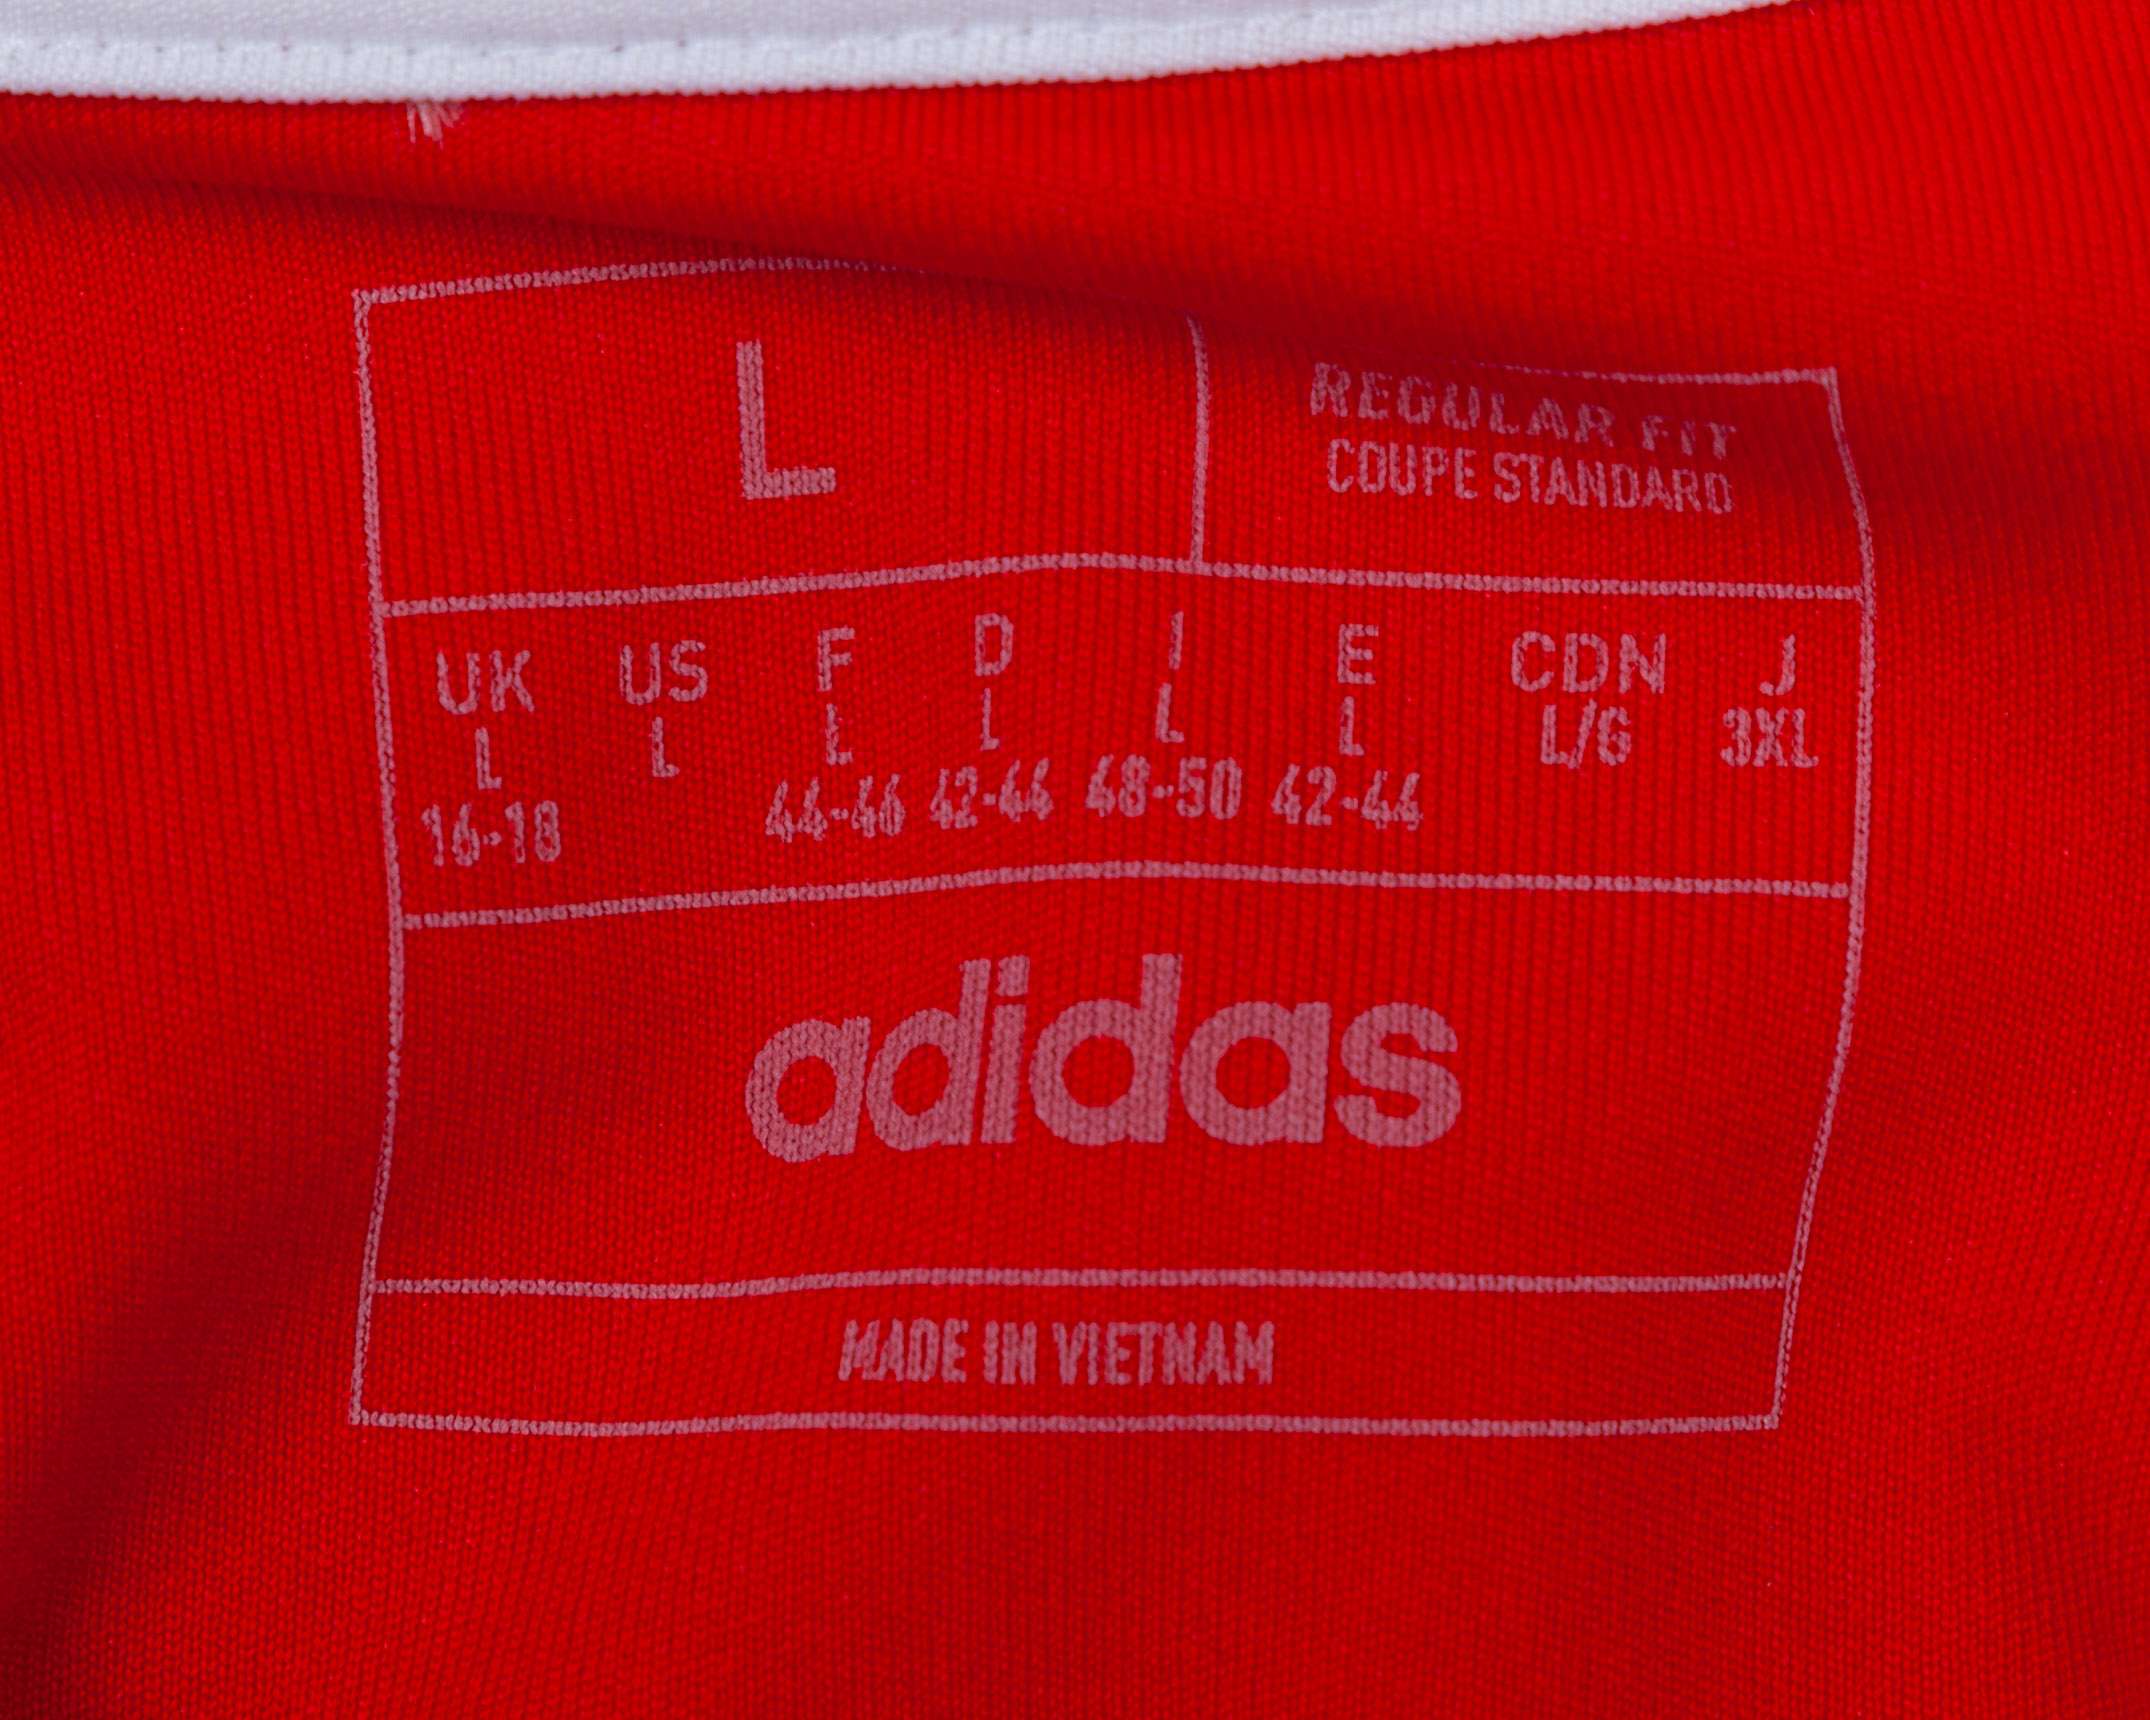 L
REGULAR FIT
COUPE STANDARD
UK US F D I E CDN J
L L L L L L L/G 3XL
16-18 44-46 42-44 48-50 42-44
adidas
MADE IN VIETNAM